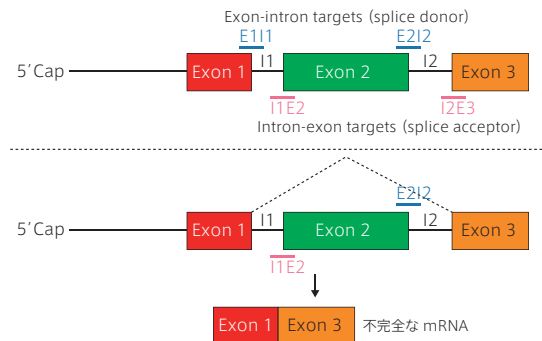 Exon-intron targets (splice donor)
E1I1 E2I2
5’Cap Exon 1 I1 Exon 2 I2 Exon 3
I1E2 I2E3
Intron-exon targets (splice acceptor)
E2I2
5’Cap Exon 1 I1 Exon 2 I2 Exon 3
I1E2
Exon 1 Exon 3 不完全な mRNA